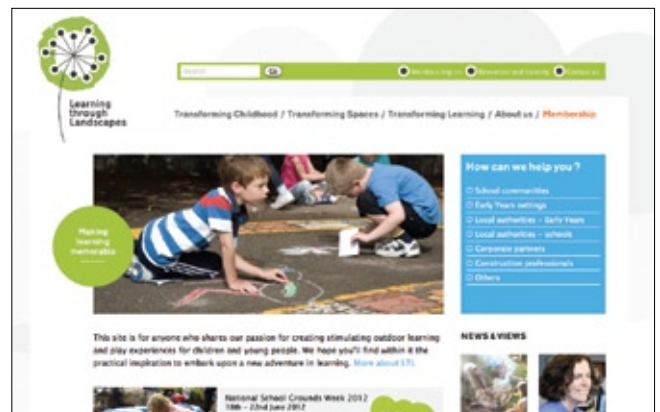 Search
Go
Members log in
Resources and training
Contact us
Learning
through
Landscapes
Transforming Childhood / Transforming Spaces / Transforming Learning / About us / Membership
Making
learning
memorable
How can we help you ?
School communities
Early Years settings
Local authorities – Early Years
Local authorities – schools
Corporate partners
Construction professionals
Others
This site is for anyone who shares our passion for creating stimulating outdoor learning
and play experiences for children and young people. We hope you'll find within it the
practical inspiration to embark upon a new adventure in learning. More about LTL
NEWS & VIEWS
National School Grounds Week 2012
18th – 22nd June 2012